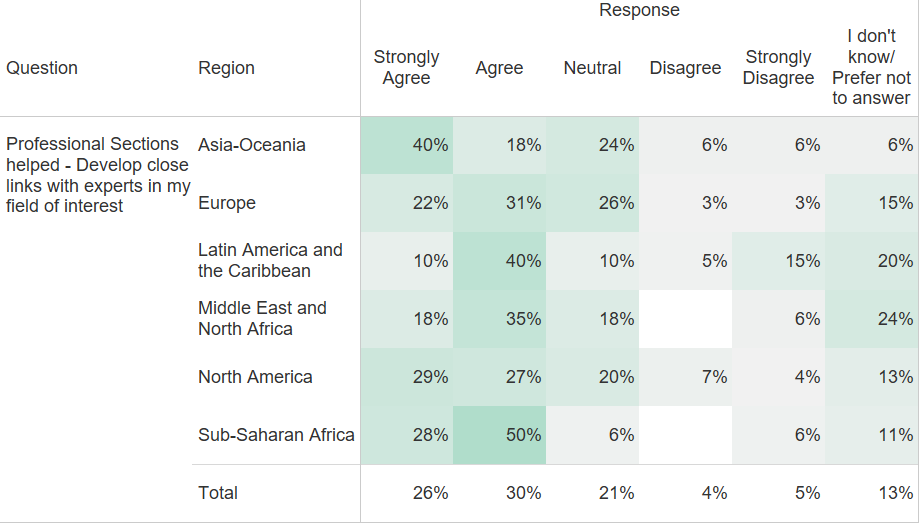 Response
Question Region Strongly Agree Agree Neutral Disagree Strongly Disagree I don't know/ Prefer not to answer
Professional Sections helped - Develop close links with experts in my field of interest
Asia-Oceania 40% 18% 24% 6% 6% 6%
Europe 22% 31% 26% 3% 3% 15%
Latin America and the Caribbean 10% 40% 10% 5% 15% 20%
Middle East and North Africa 18% 35% 18% 6% 24%
North America 29% 27% 20% 7% 4% 13%
Sub-Saharan Africa 28% 50% 6% 6% 11%
Total 26% 30% 21% 4% 5% 13%